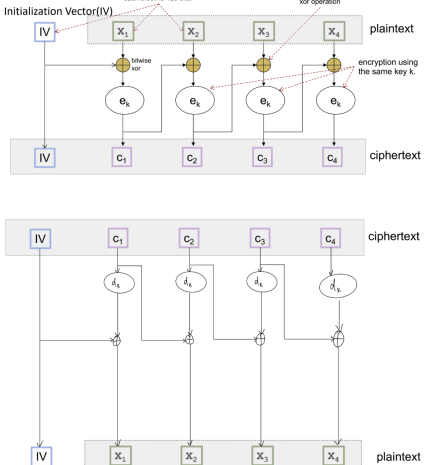 xor operation
Initialization Vector(IV)
IV x1 x2 x3 x4 plaintext
bitwise
xor
encryption using
the same key k.
ek ek ek ek
IV c1 c2 c3 c4 ciphertext
IV c1 c2 c3 c4 ciphertext
dk dk dk dk
IV x1 x2 x3 x4 plaintext